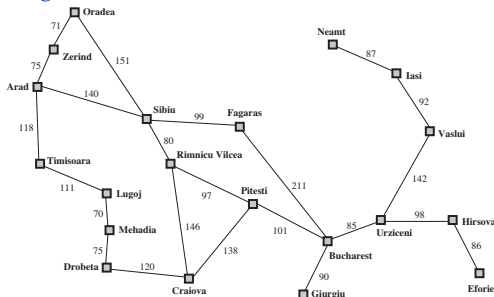 Oradea
71
Neamt
Zerind
87
151
75
Iasi
Arad
140
92
Sibiu
99
Fagaras
118
Vaslui
80
Timisoara
Rimnicu Vilcea
142
111
211
Lugoj
97
Pitesti
70
98
Hirsova
85
146
101
Urziceni
Mehadia
138
86
75
Bucharest
Drobeta
120
90
Craiova
Eforie
Giurgiu